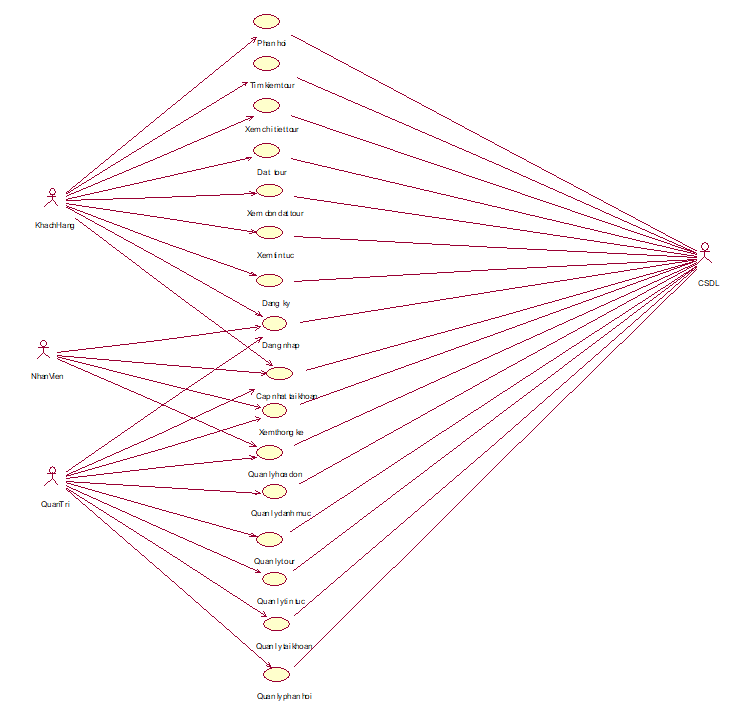 Phan hoi
Tim kiem tour
Xem chi tiet tour
Dat tour
Xem don dat tour
KhachHang
Xem tin tuc
CSDL
Dang ky
Dang nhap
NhanVien
Cap nhat tai khoan
Xem thong ke
Quan ly hoa don
QuanTri
Quan ly danh muc
Quan ly tour
Quan ly tin tuc
Quan ly tai khoan
Quan ly phan hoi